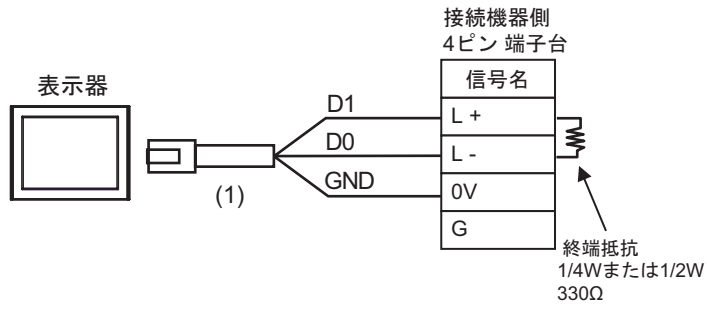 接続機器側
4ピン 端子台
表示器
信号名
D1
L +
D0
L -
GND
0V
(1)
G
終端抵抗
1/4Wまたは1/2W
330Ω